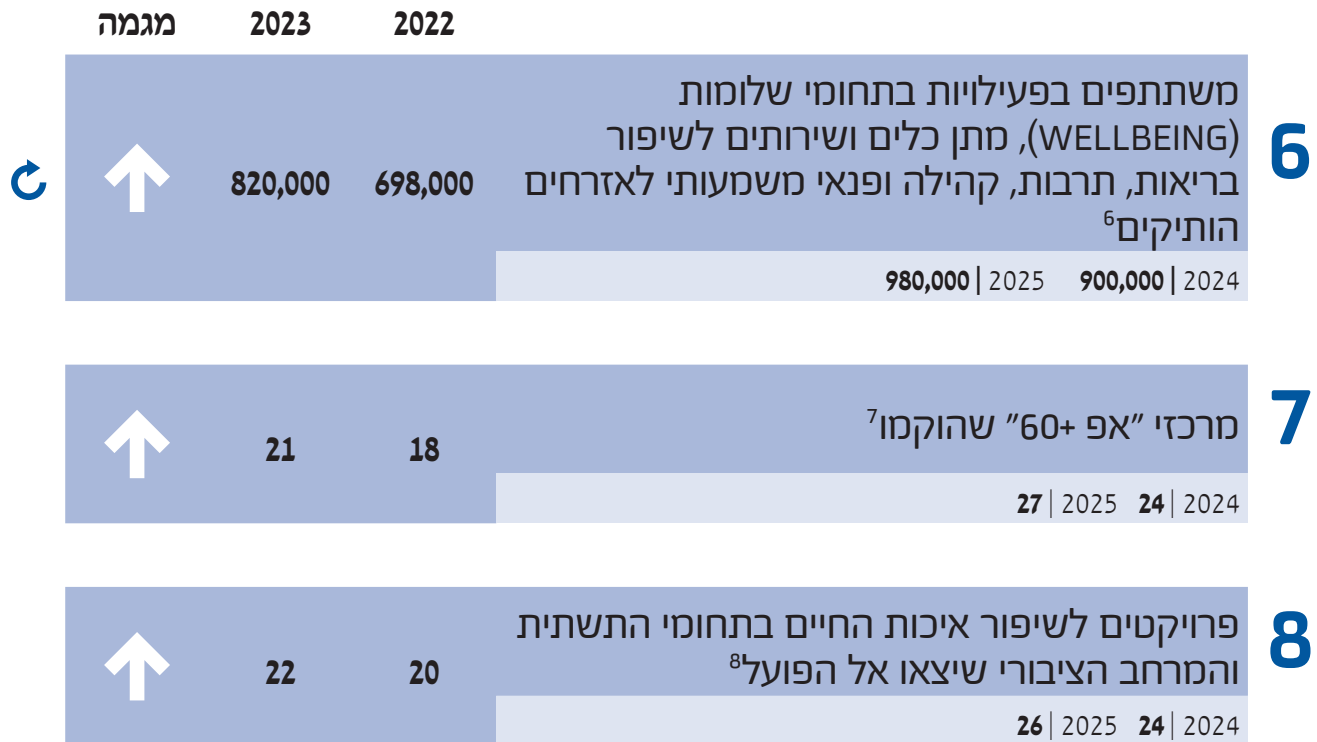 2022 2023 מגמה
6
משתתפים בפעילויות בתחומי שלומות
(WELLBEING), מתן כלים ושירותים לשיפור
בריאות, תרבות, קהילה ופנאי משמעותי לאזרחים
הותיקים⁶
698,000 820,000
2024 | 900,000 2025 | 980,000
7
מרכזי "אפ +60" שהוקמו⁷
18 21
2024 | 24 2025 | 27
8
פרויקטים לשיפור איכות החיים בתחומי התשתית
והמרחב הציבורי שיצאו אל הפועל⁸
20 22
2024 | 24 2025 | 26